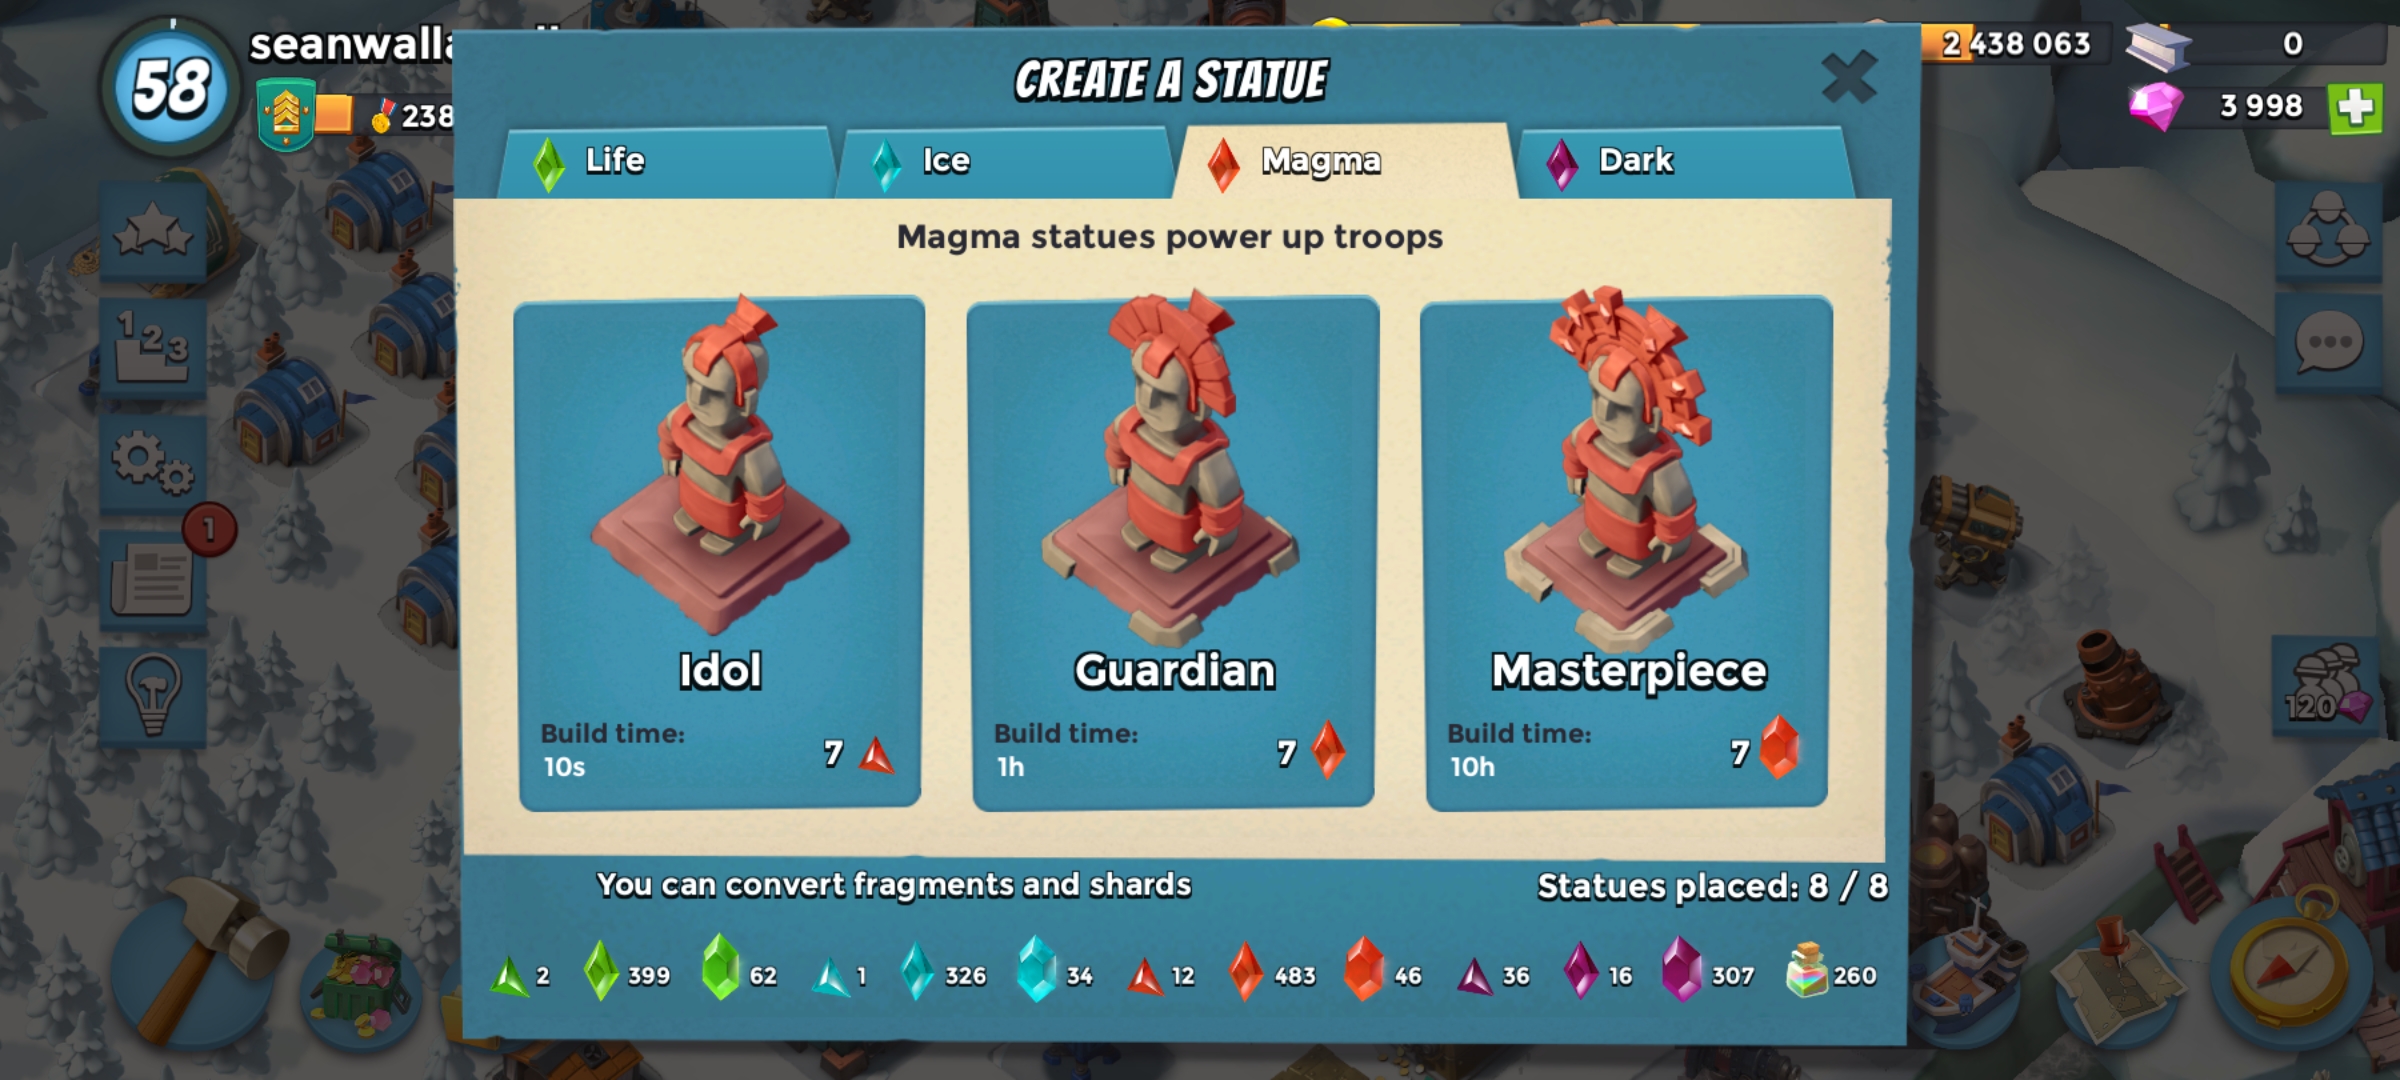 58
CREATE A STATUE
2 438 063
0
238
3 998
Life
Ice
Magma
Dark
Magma statues power up troops
1 2 3
1
Idol
Guardian
Masterpiece
Build time:
10s
7
Build time:
1h
7
Build time:
10h
7
120
You can convert fragments and shards
Statues placed: 8 / 8
2
399
62
1
326
34
12
483
46
36
16
307
260